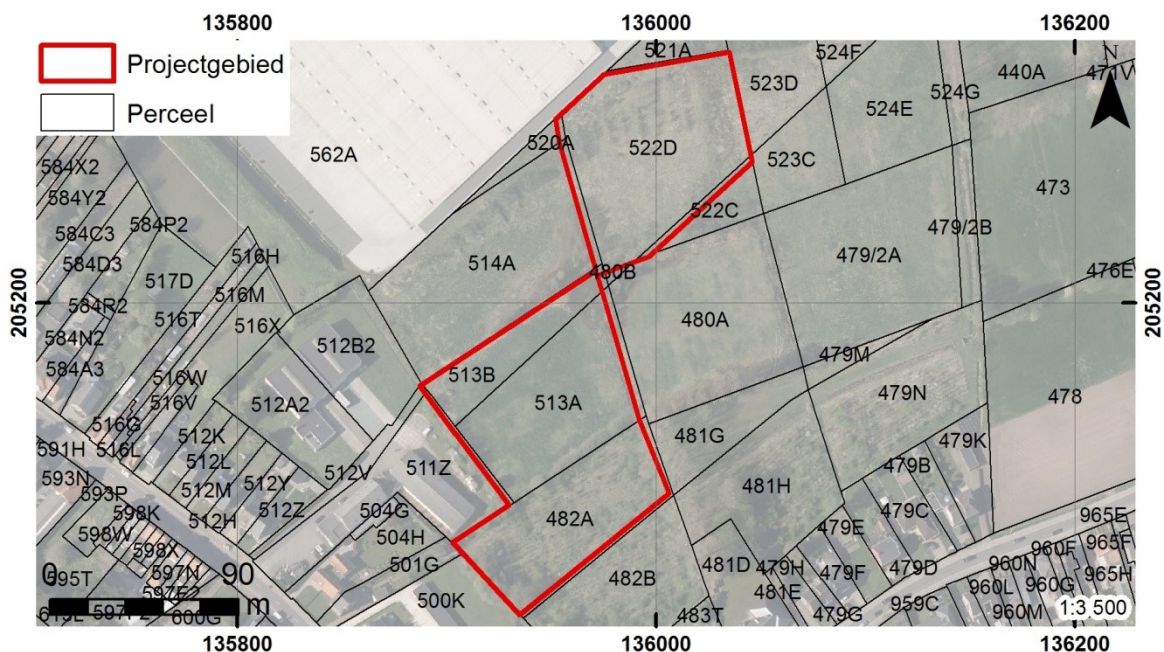 135800 136000 136200
Projectgebied
Perceel
N
521A 524F 440A
523D 524G
524E
562A 520A 522D
584X2 523C
584Y2 473
584P2 522C
584C3 516H 479/2B
584D3 514A 480B 479/2A 476E
517D 516M
584R2
205200 205200
516T 516X 480A
584N2 512B2 479M
584A3 513B
516W 479N
516V 512A2 513A 478
516G 481G
591H 516L 512K 479K
593N 512L 512V 511Z 479B
593P 512M 512Y 481H
598K 512H 512Z 504G 482A 479C
598W 504H 479E 965E
598X 501G 960F 965F
597N 482B 481D 479H 479F 479D 960N
595T 500K 481E 960L 960G 965H
483T 479G 959C 960M
600G
0 90
m
1:3 500
135800 136000 136200